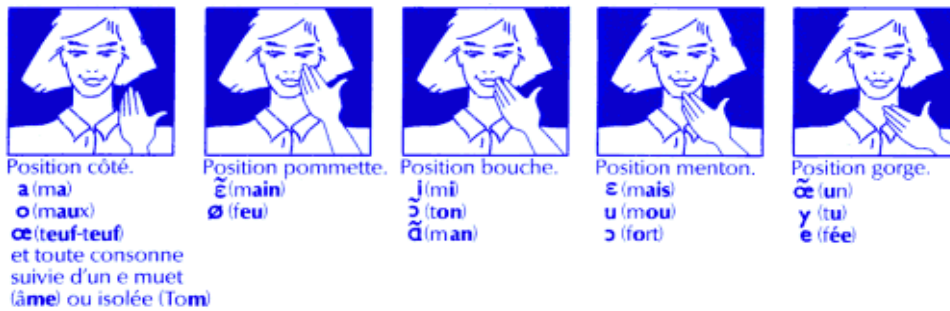 Position côté.
a (ma)
o (maux)
œ (teuf-teuf)
et toute consonne
suivie d'un e muet
(âme) ou isolée (Tom)
Position pommette.
ɛ̃ (main)
ø (feu)
Position bouche.
i (mi)
ɔ̃ (ton)
ɑ̃ (man)
Position menton.
ɛ (mais)
u (mou)
ɔ (fort)
Position gorge.
œ̃ (un)
y (tu)
e (fée)